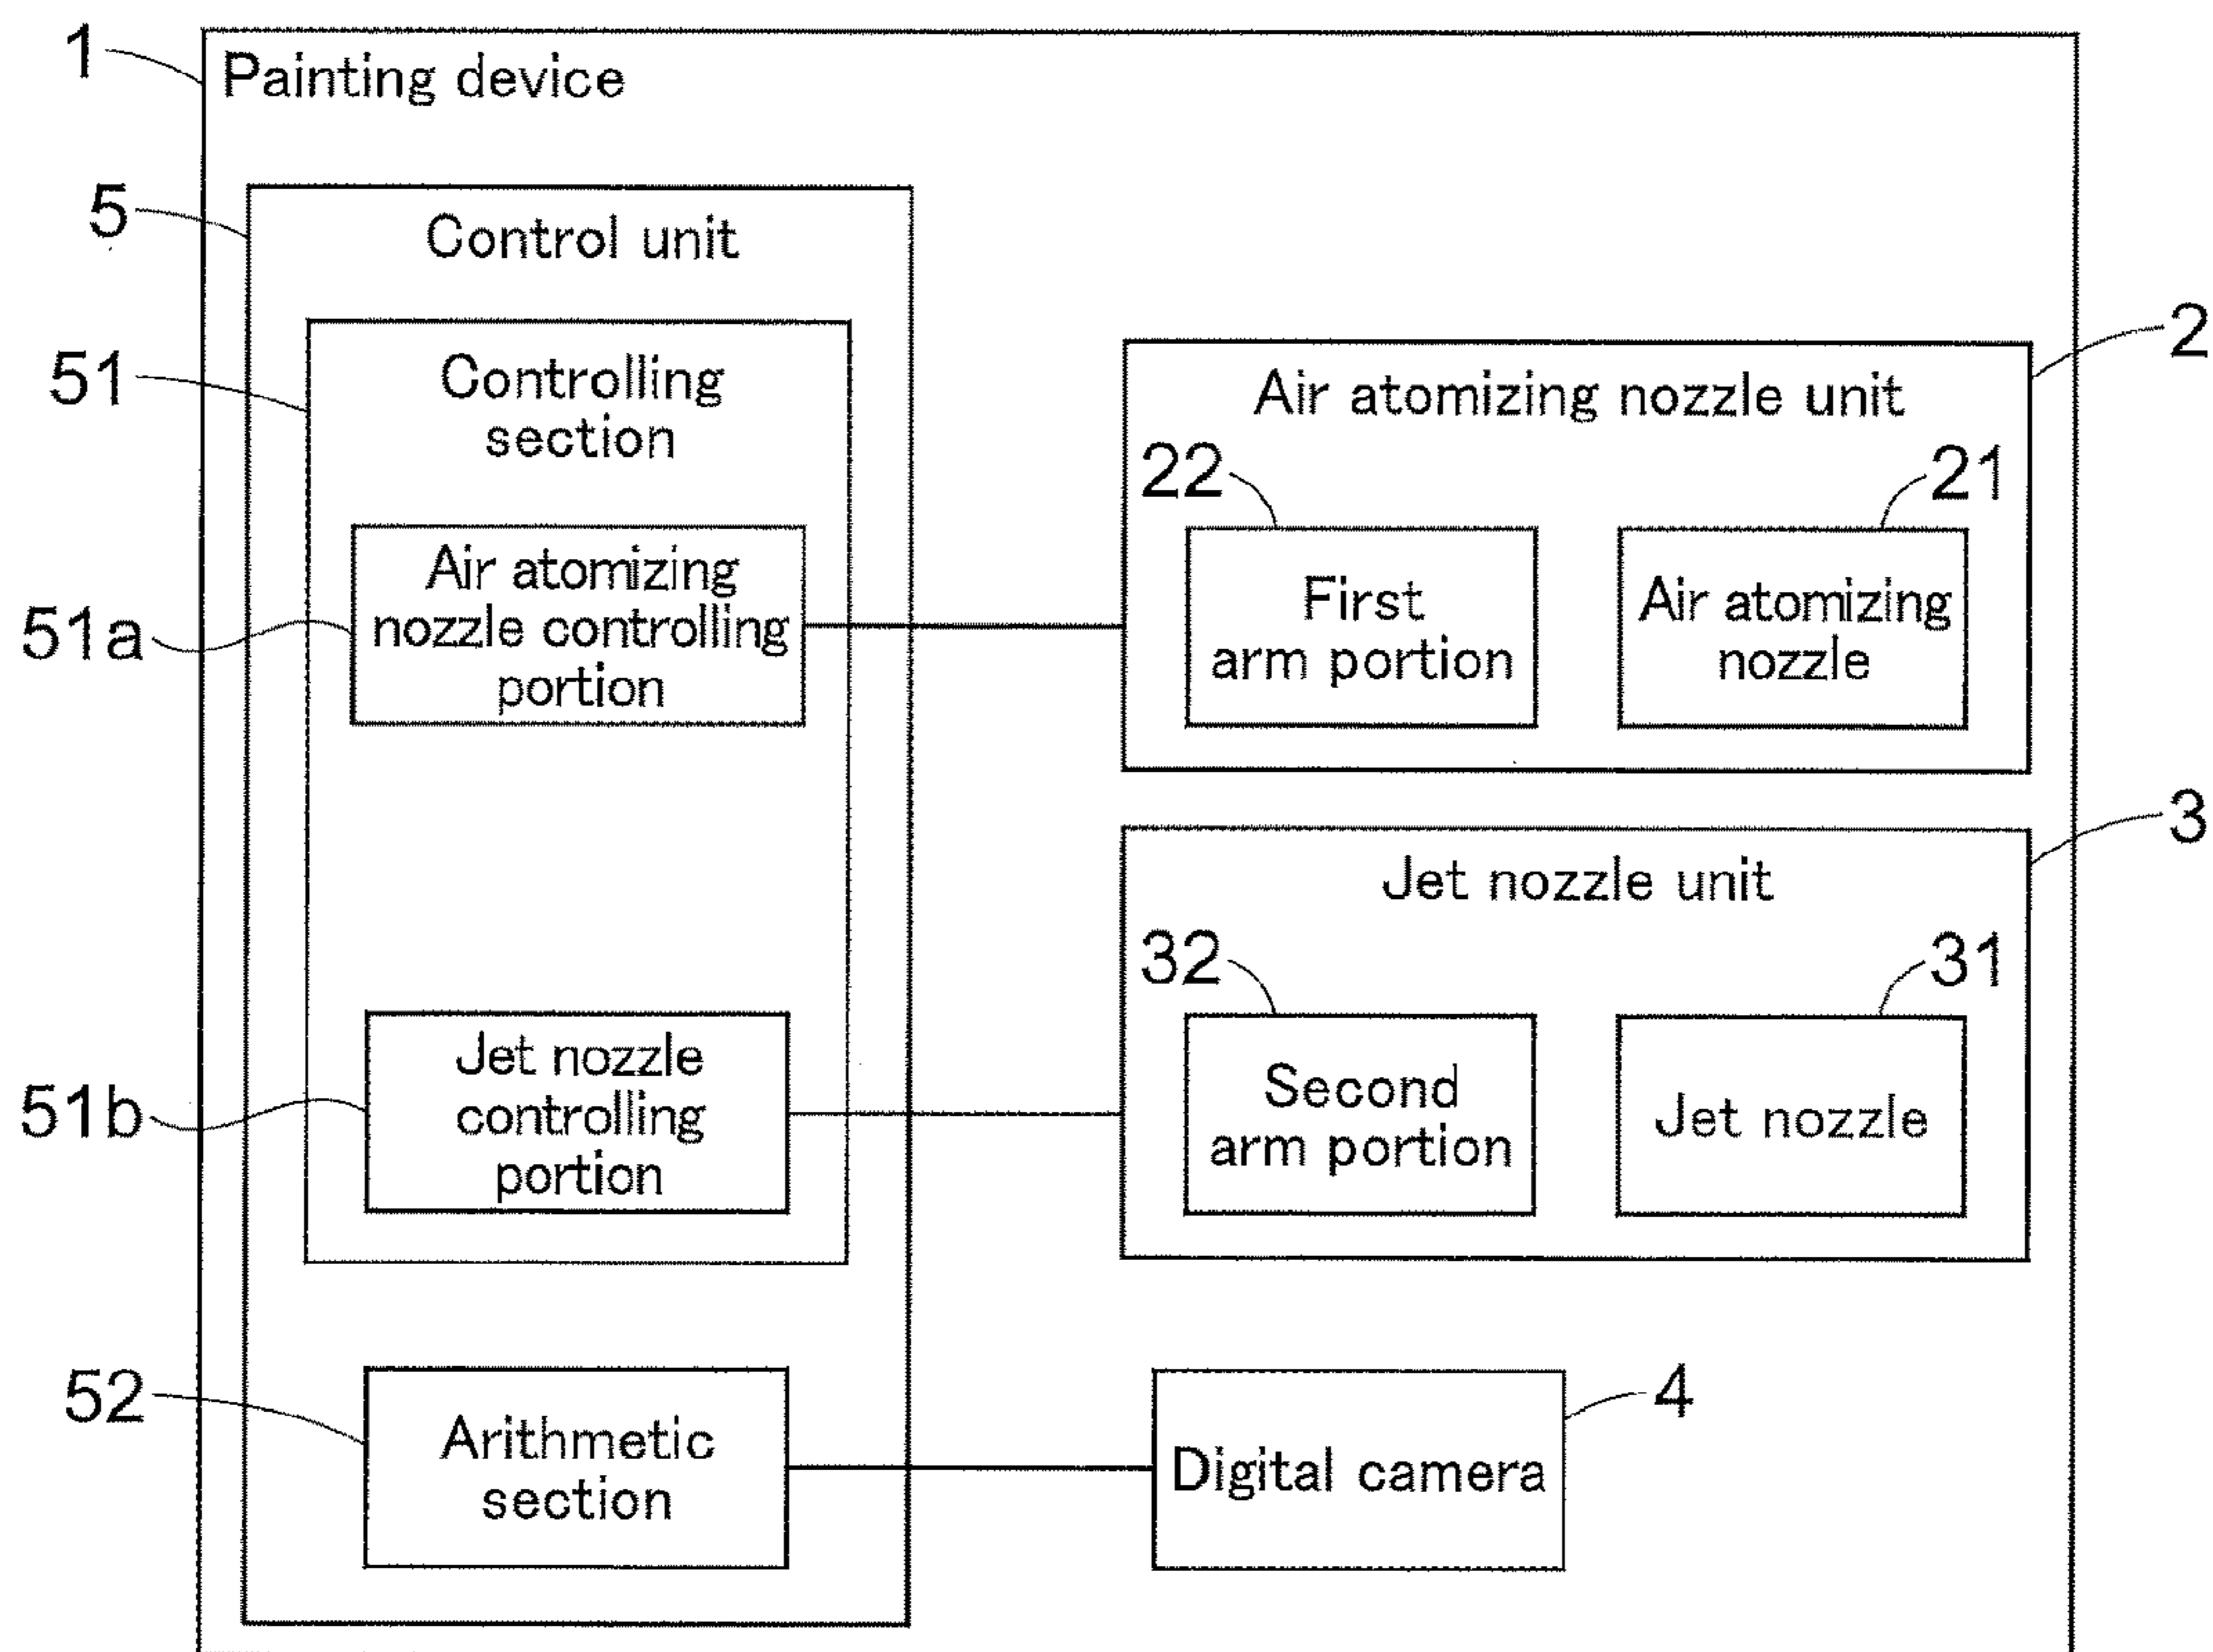 1
Painting device
5
Control unit
51
Controlling
section
51a
Air atomizing
nozzle controlling
portion
51b
Jet nozzle
controlling
portion
52
Arithmetic
section
2
Air atomizing nozzle unit
22
21
First
arm portion
Air atomizing
nozzle
3
Jet nozzle unit
32
31
Second
arm portion
Jet nozzle
4
Digital camera